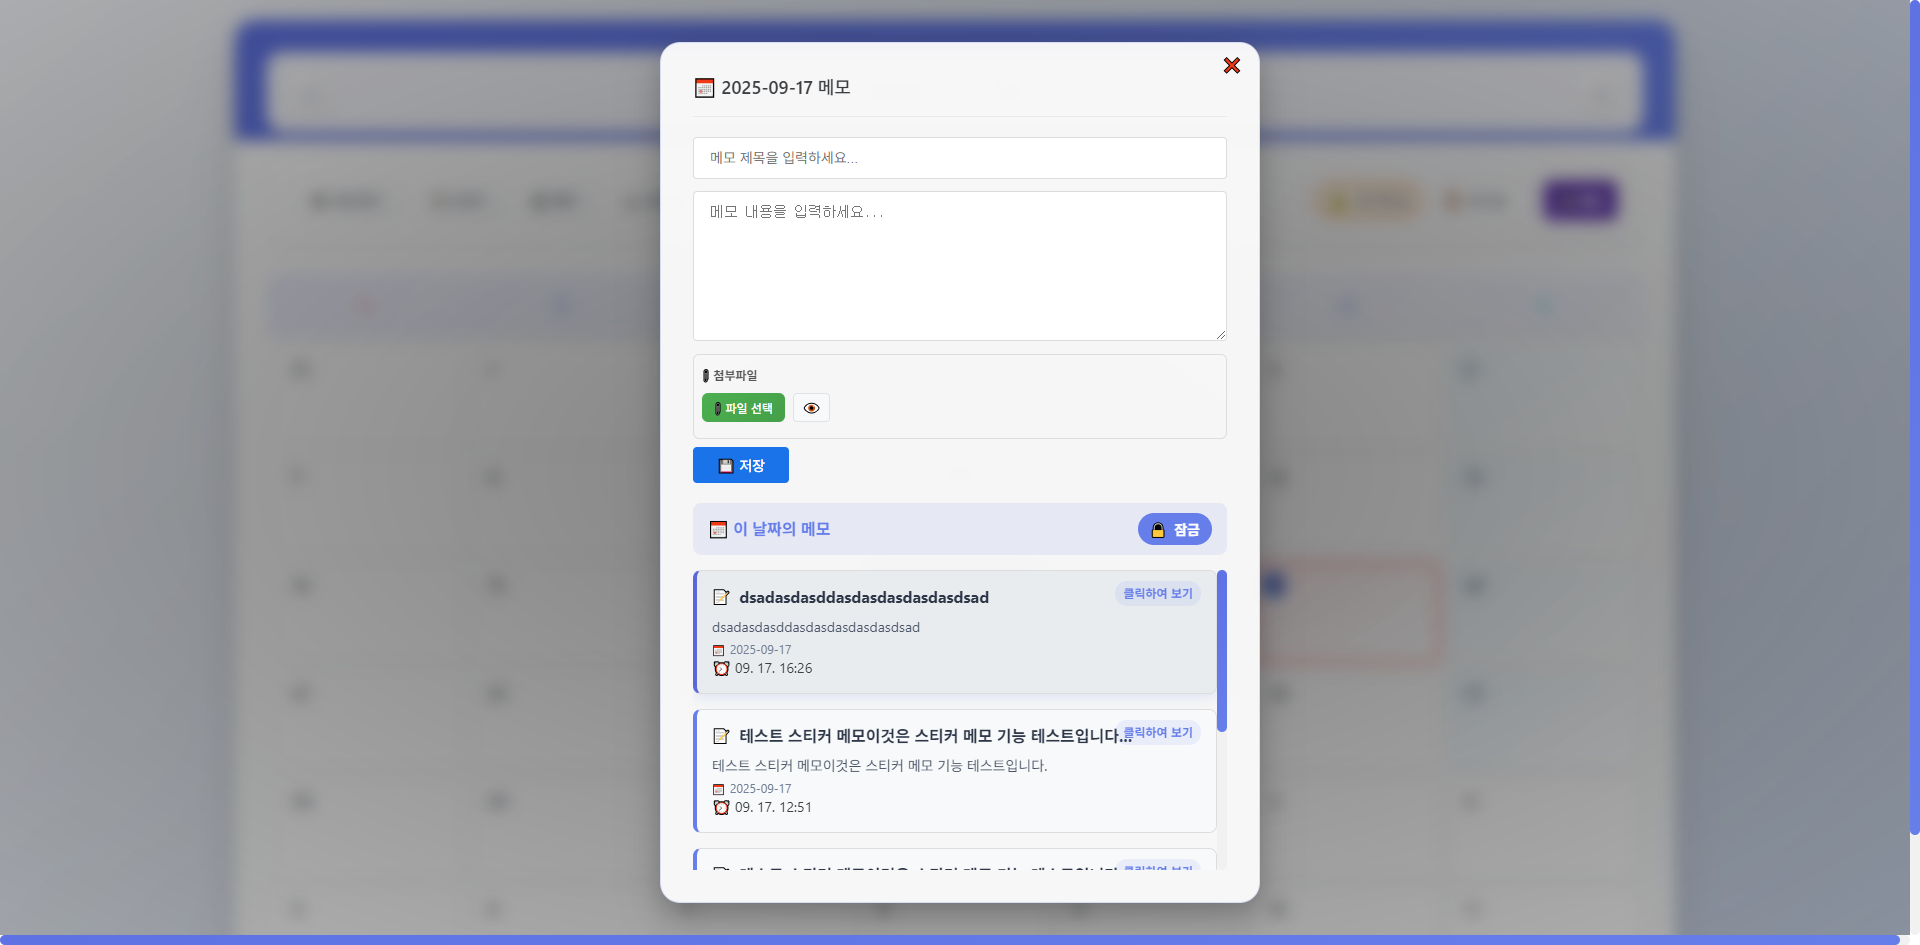 2025-09-17 메모
메모 제목을 입력하세요...
메모 내용을 입력하세요...
첨부파일
파일 선택
저장
이 날짜의 메모
잠금
dsadasdasddasdasdasdasdasdsad
클릭하여 보기
dsadasdasddasdasdasdasdasdsad
2025-09-17
09. 17. 16:26
테스트 스티커 메모이것은 스티커 메모 기능 테스트입니다...
클릭하여 보기
테스트 스티커 메모이것은 스티커 메모 기능 테스트입니다.
2025-09-17
09. 17. 12:51